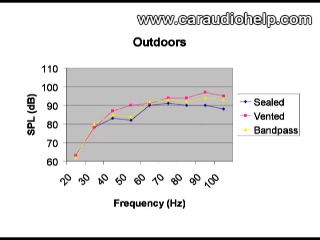 www.caraudiohelp.com
Outdoors
SPL (dB)
110
100
90
80
70
60
20
30
40
50
60
70
80
90
100
Frequency (Hz)
Sealed
Vented
Bandpass